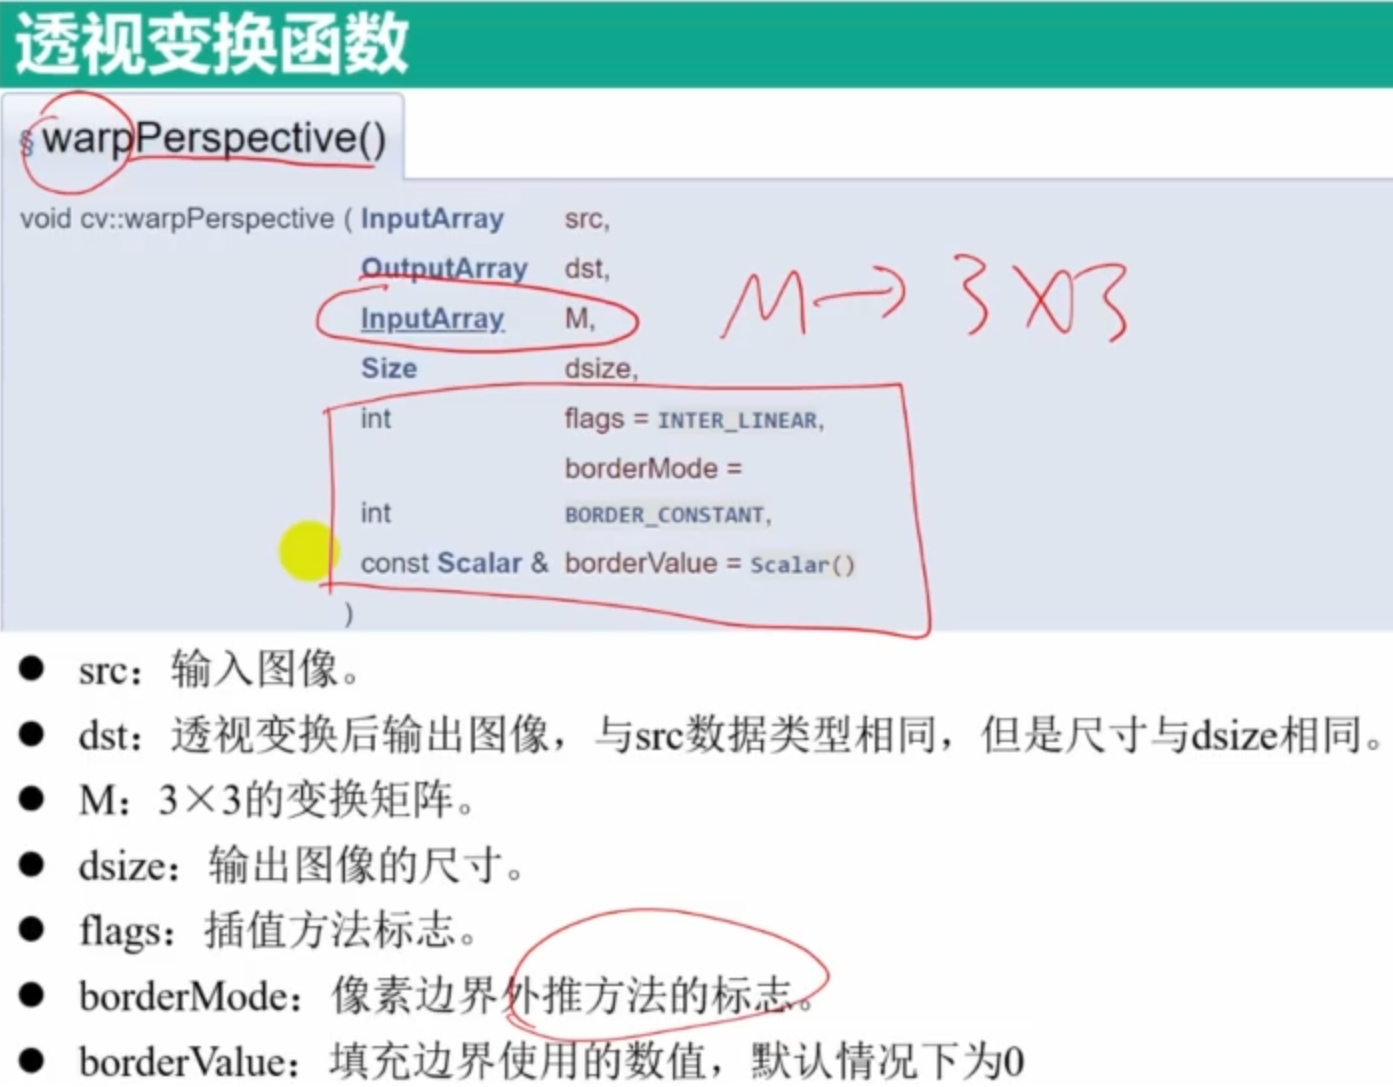 透视变换函数
§ warpPerspective()
void cv::warpPerspective ( InputArray src,
OutputArray dst,
InputArray M,
M→3×3
Size dsize,
int flags = INTER_LINEAR,
borderMode =
int BORDER_CONSTANT,
const Scalar & borderValue = Scalar()
)
● src：输入图像。
● dst：透视变换后输出图像，与src数据类型相同，但是尺寸与dsize相同。
● M：3×3的变换矩阵。
● dsize：输出图像的尺寸。
● flags：插值方法标志。
● borderMode：像素边界外推方法的标志。
● borderValue：填充边界使用的数值，默认情况下为0